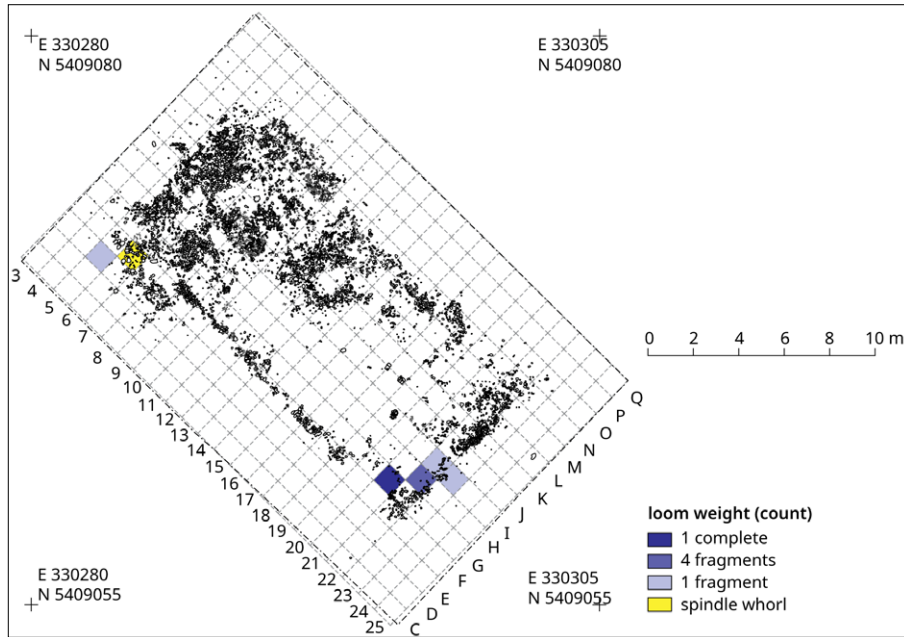 E 330280
N 5409080
E 330305
N 5409080
3
4
5
6
7
8
9
10
11
12
13
14
15
16
17
18
19
20
21
22
23
24
25
C
D
E
F
G
H
I
J
K
L
M
N
O
P
Q
0 2 4 6 8 10 m
loom weight (count)
1 complete
4 fragments
1 fragment
spindle whorl
E 330280
N 5409055
E 330305
N 5409055